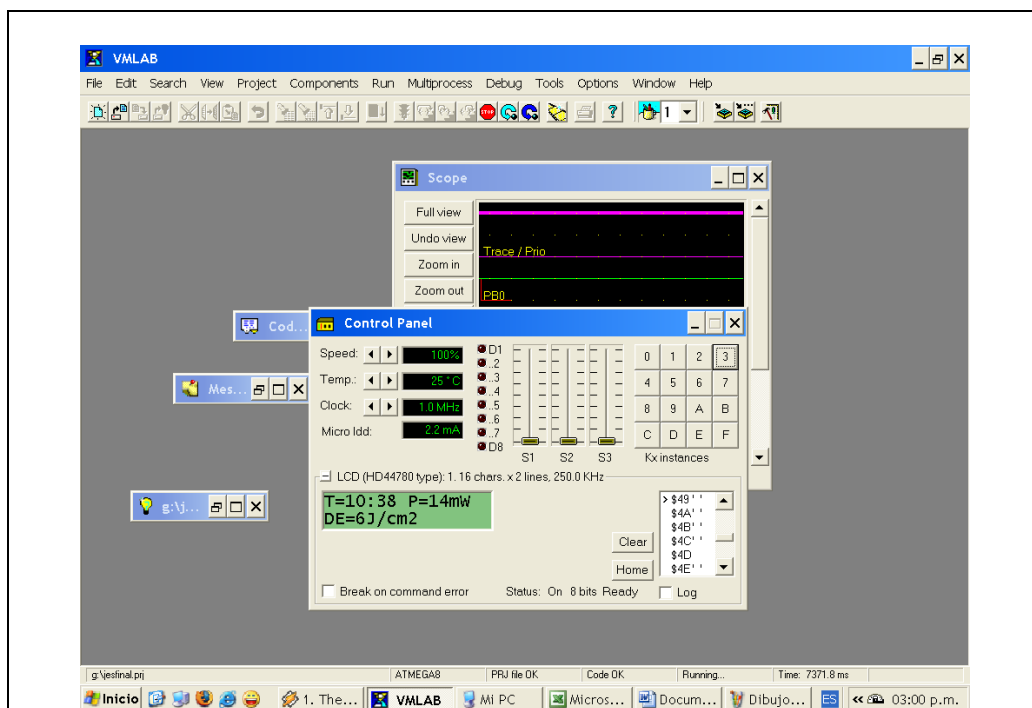 VMLAB
File Edit Search View Project Components Run Multiprocess Debug Tools Options Window Help
STOP
1
Scope
Full view
Undo view
Zoom in
Zoom out
Trace / Prio
PB0
Cod...
Mes...
g:\j...
Control Panel
Speed: 100%
Temp.: 25 ° C
Clock: 1.0 MHz
Micro Idd: 2.2 mA
D1
..2
..3
..4
..5
..6
..7
D8
S1 S2 S3
0 1 2 3
4 5 6 7
8 9 A B
C D E F
Kx instances
LCD (HD44780 type): 1. 16 chars. x 2 lines, 250.0 KHz
T=10:38 P=14mW
DE=6J/cm2
> $49' '
$4A' '
$4B' '
$4C' '
$4D
$4E' '
Clear
Home
Break on command error
Status: On 8 bits Ready
Log
g:\jesfinal.prj ATMEGA8 PRJ file OK Code OK Running... Time: 7371.8 ms
Inicio 1. The... VMLAB Mi PC Micros... Docum... Dibujo... ES « 03:00 p.m.